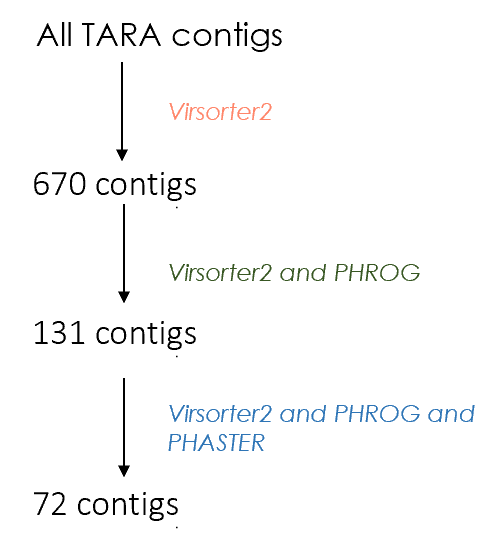 All TARA contigs
Virsorter2
670 contigs
Virsorter2 and PHROG
131 contigs
Virsorter2 and PHROG and
PHASTER
72 contigs